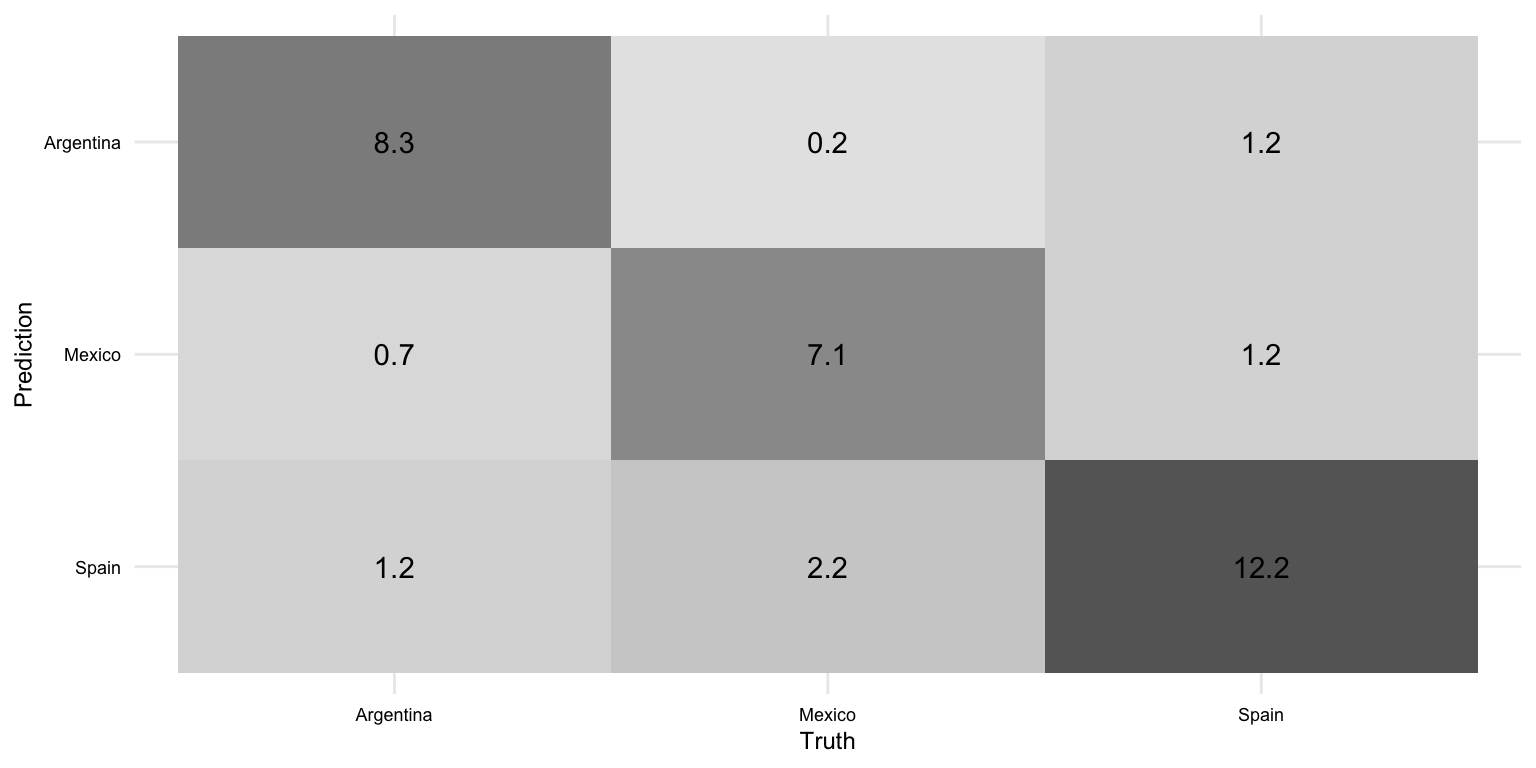 Prediction
Argentina
8.3
0.2
1.2
Mexico
0.7
7.1
1.2
Spain
1.2
2.2
12.2
Argentina
Mexico
Spain
Truth